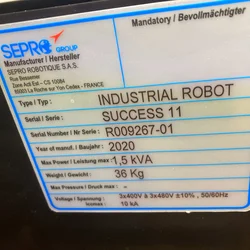 SEPRO GROUP
Mandatory / Bevollmächtigter
Manufacturer / Hersteller
SEPRO ROBOTIQUE S.A.S.
Rue Bessemer
Zone Acti Est - CS 10084
85003 La Roche sur Yon Cedex - FRANCE
Type / Typ : INDUSTRIAL ROBOT
Serial / Serie : SUCCESS 11
Serial Number / Nr Serie : R009267-01
Year of manuf. / Baujahr : 2020
Max Power / Leistung max : 1,5 kVA
Weight / Gewicht : 36 Kg
Max Pressure / Druck max : -
Voltage / Spannung : 3x400V à 3x480V ±10% , 50/60Hz
10 kA